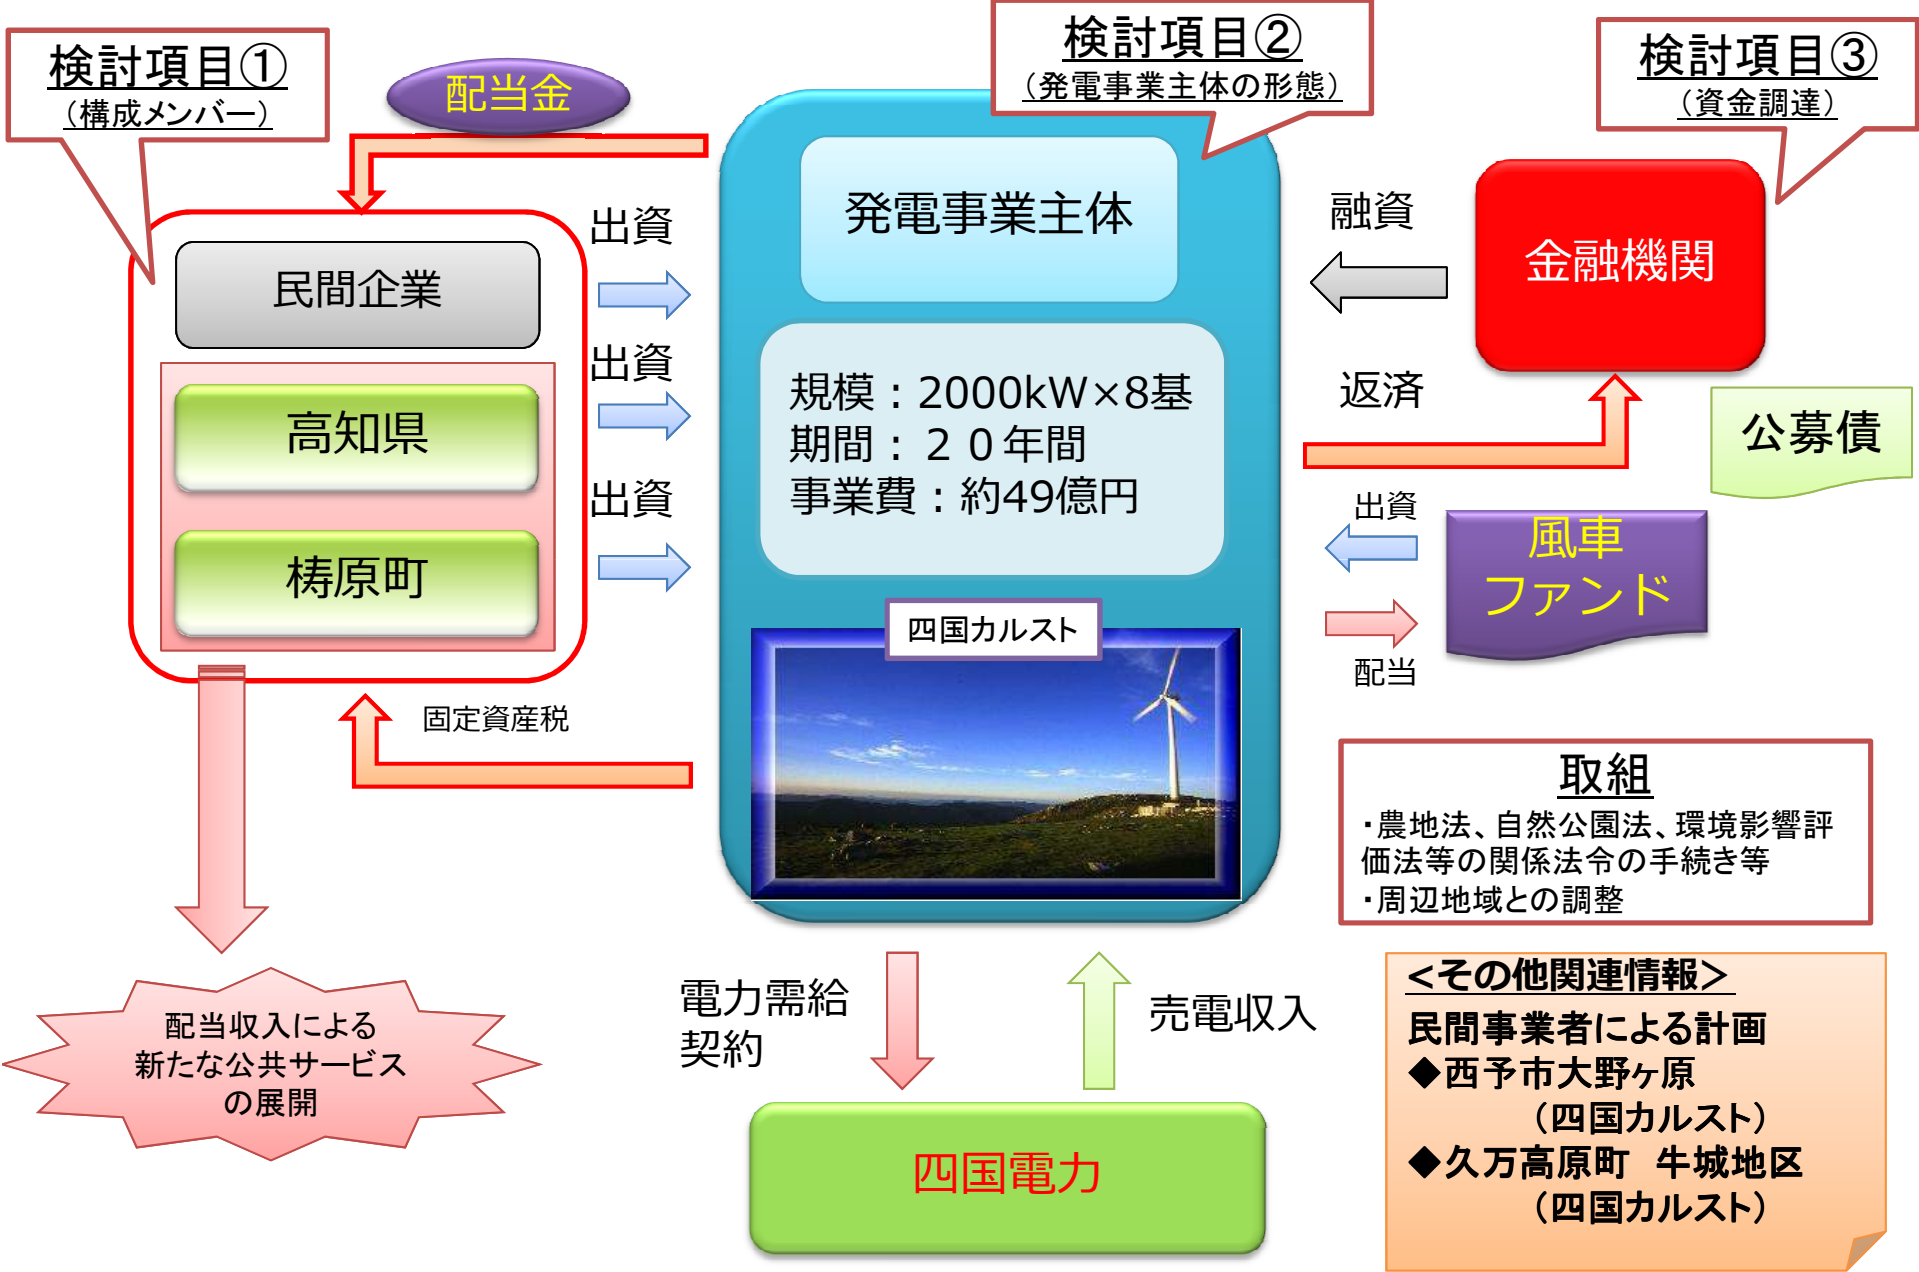 検討項目①
（構成メンバー）
配当金
検討項目②
（発電事業主体の形態）
検討項目③
（資金調達）
民間企業
高知県
梼原町
出資
出資
出資
発電事業主体
規模：2000kW×8基
期間：２０年間
事業費：約49億円
四国カルスト
融資
金融機関
返済
公募債
出資
風車
ファンド
配当
固定資産税
取組
・農地法、自然公園法、環境影響評
価法等の関係法令の手続き等
・周辺地域との調整
配当収入による
新たな公共サービス
の展開
電力需給
契約
売電収入
四国電力
＜その他関連情報＞
民間事業者による計画
◆西予市大野ヶ原
（四国カルスト）
◆久万高原町　牛城地区
（四国カルスト）